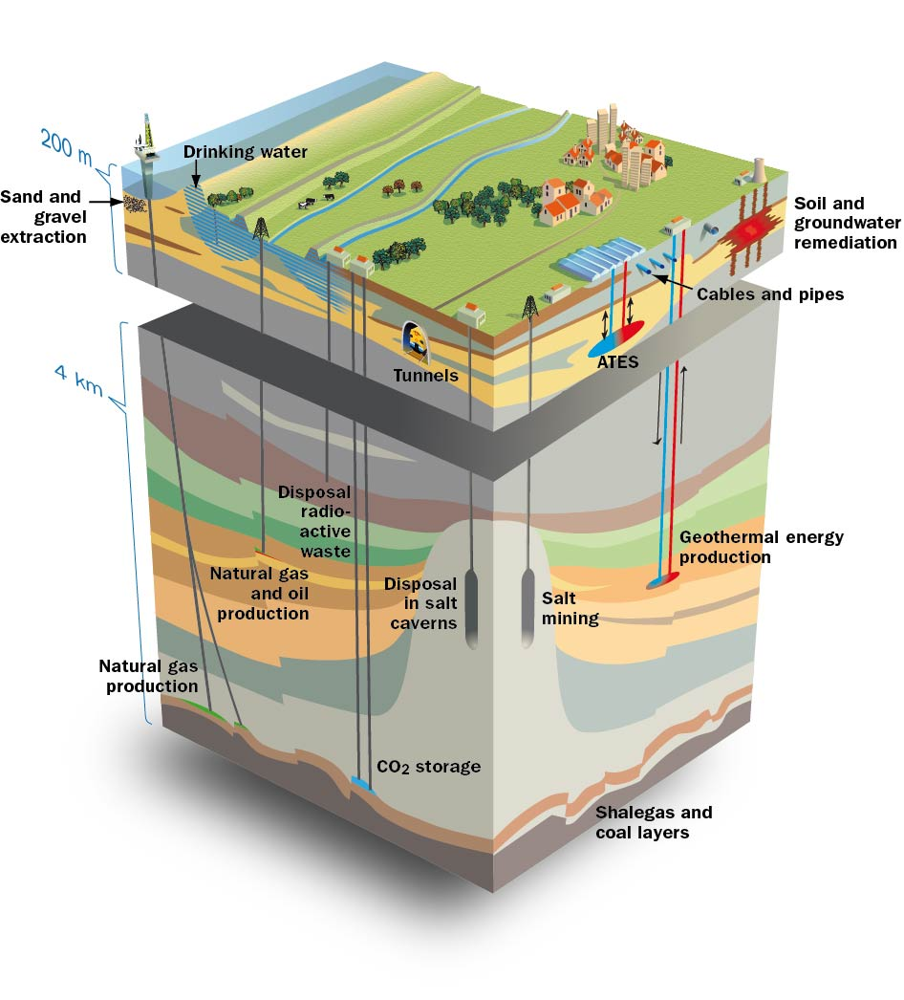 200 m
Drinking water
Sand and
gravel
extraction
Soil and
groundwater
remediation
Cables and pipes
ATES
Tunnels
4 km
Disposal
radio-
active
waste
Geothermal energy
production
Natural gas
and oil
production
Disposal
in salt
caverns
Salt
mining
Natural gas
production
CO₂ storage
Shalegas and
coal layers